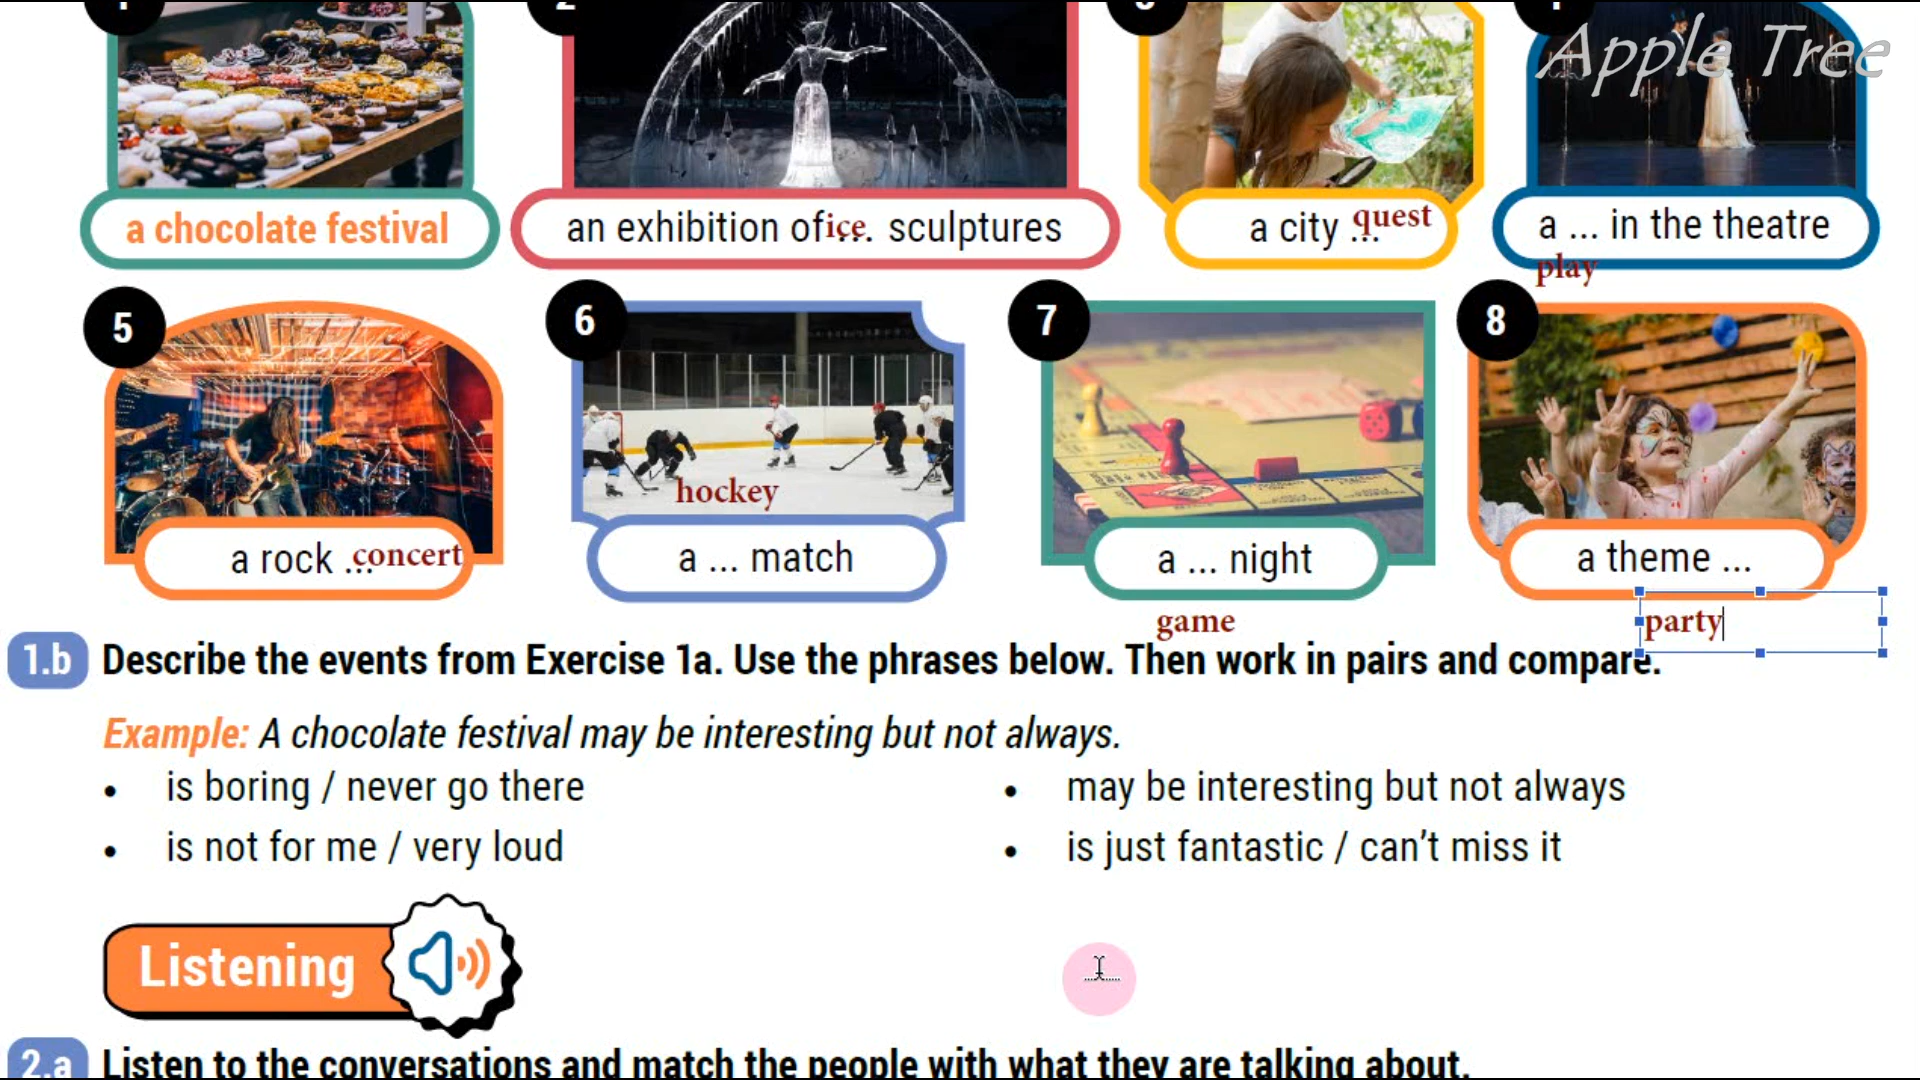 Apple Tree
a chocolate festival
an exhibition of ice... sculptures
a city ... quest
a ... in the theatre
play
5
6
7
8
hockey
a rock ... concert
a ... match
a ... night
a theme ...
game
party
1.b Describe the events from Exercise 1a. Use the phrases below. Then work in pairs and compare.
Example: A chocolate festival may be interesting but not always.
• is boring / never go there
• may be interesting but not always
• is not for me / very loud
• is just fantastic / can’t miss it
Listening
2.a Listen to the conversations and match the people with what they are talking about.